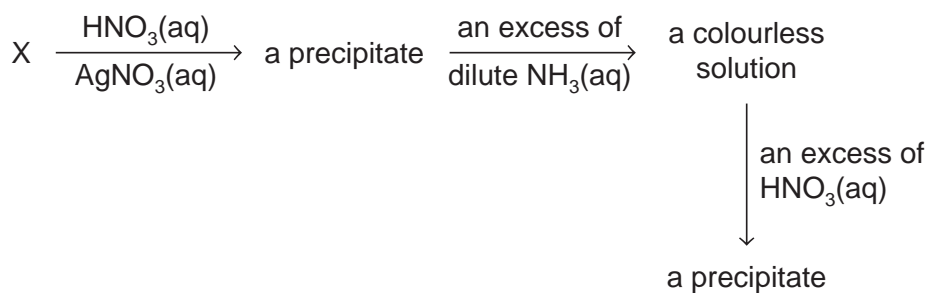 X
HNO₃(aq)
AgNO₃(aq)
a precipitate
an excess of
dilute NH₃(aq)
a colourless
solution
an excess of
HNO₃(aq)
a precipitate